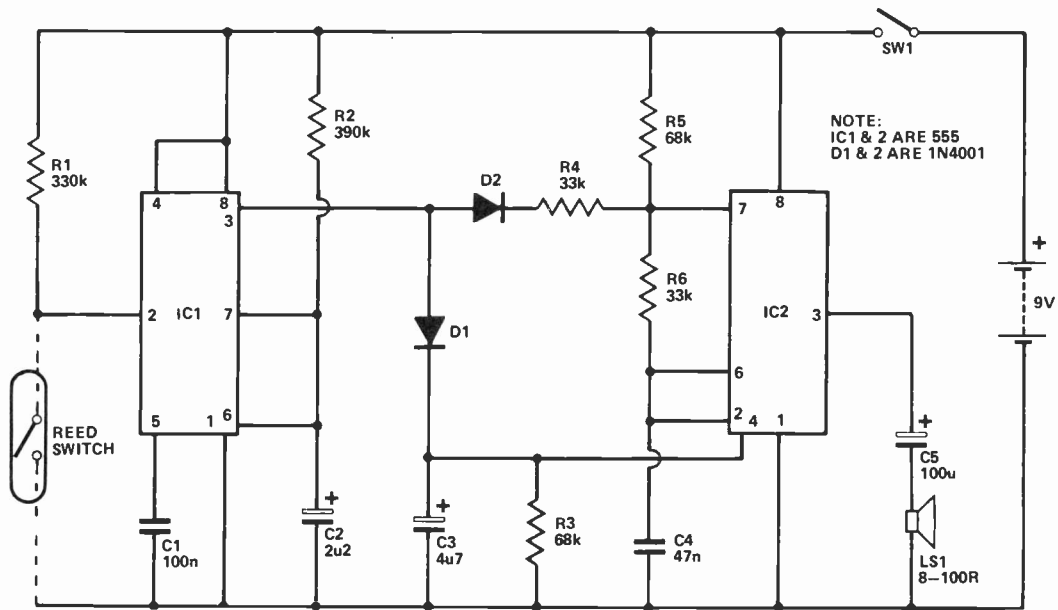 SW1
R1
330k
R2
390k
R5
68k
NOTE:
IC1 & 2 ARE 555
D1 & 2 ARE 1N4001
D2
R4
33k
4
8
3
2
IC1
7
5
1
6
D1
R6
33k
7
8
IC2
3
6
2
4
1
+
9V
REED
SWITCH
C1
100n
+
C2
2u2
+
C3
4u7
R3
68k
C4
47n
+
C5
100u
LS1
8–100R